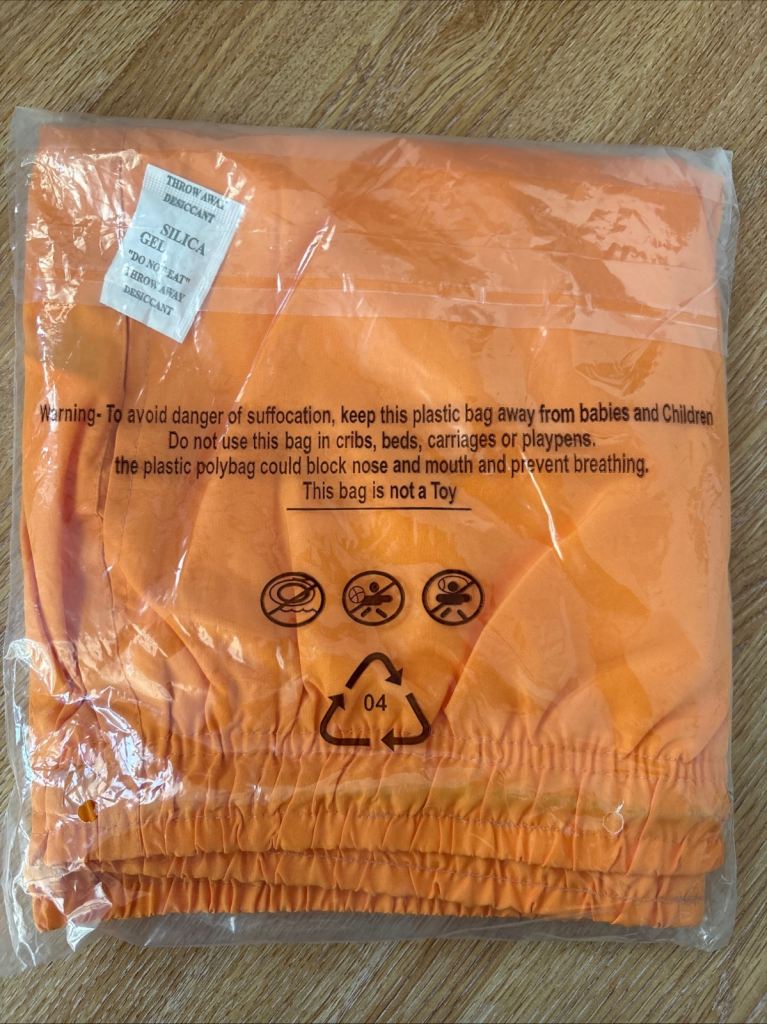 THROW AWAY
DESICCANT
SILICA
GEL
"DO NOT EAT"
THROW AWAY
DESICCANT
Warning- To avoid danger of suffocation, keep this plastic bag away from babies and Children
Do not use this bag in cribs, beds, carriages or playpens.
the plastic polybag could block nose and mouth and prevent breathing.
This bag is not a Toy
04